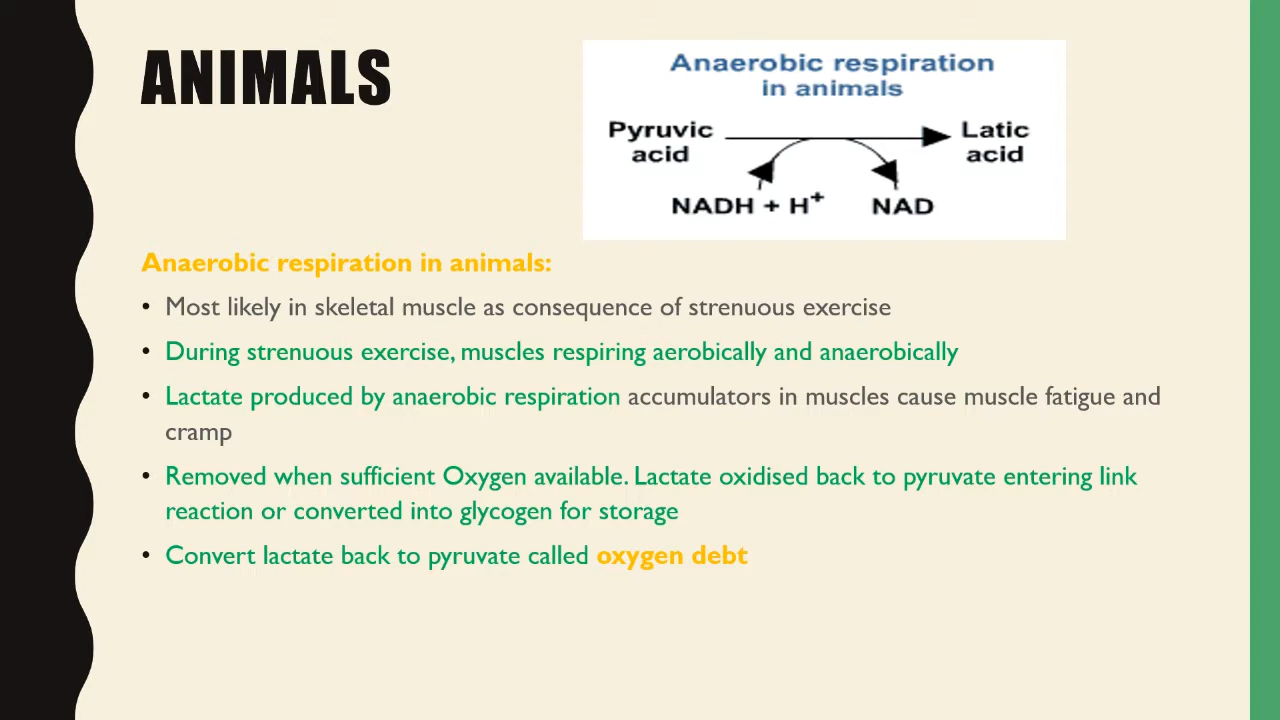 ANIMALS
Anaerobic respiration
in animals
Pyruvic acid
Latic acid
NADH + H+
NAD
Anaerobic respiration in animals:
• Most likely in skeletal muscle as consequence of strenuous exercise
• During strenuous exercise, muscles respiring aerobically and anaerobically
• Lactate produced by anaerobic respiration accumulators in muscles cause muscle fatigue and
cramp
• Removed when sufficient Oxygen available. Lactate oxidised back to pyruvate entering link
reaction or converted into glycogen for storage
• Convert lactate back to pyruvate called oxygen debt